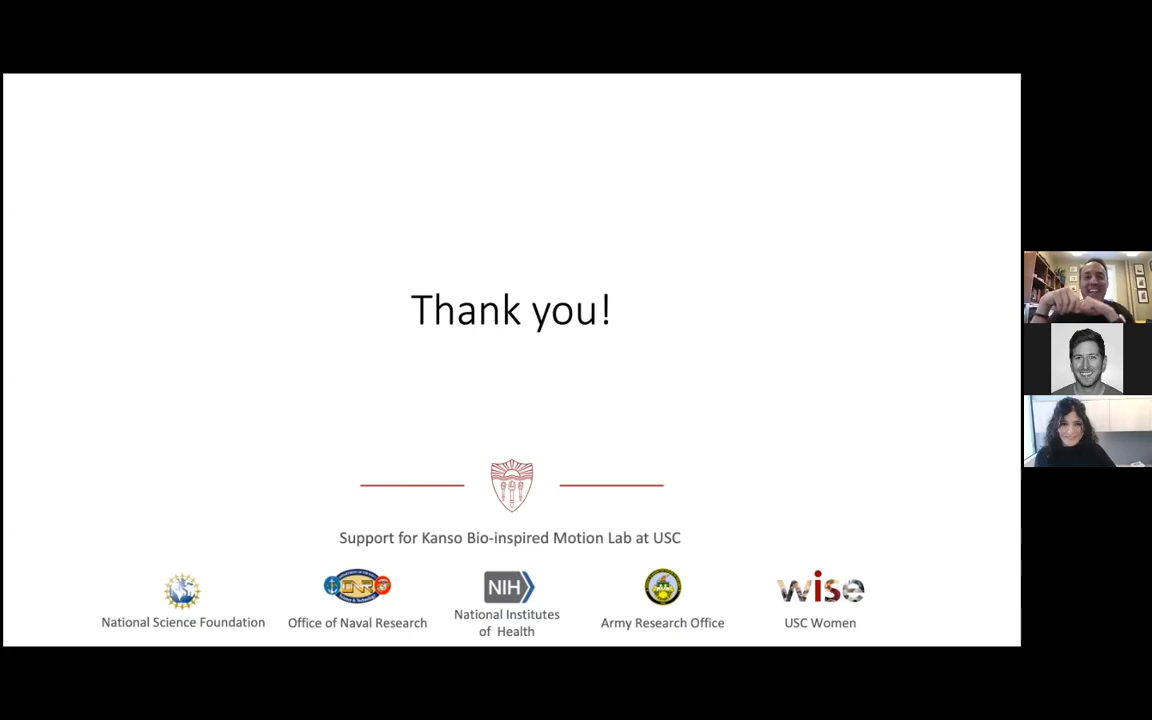 Thank you!
Support for Kanso Bio-inspired Motion Lab at USC
NIH
wise
National Science Foundation
Office of Naval Research
National Institutes
of Health
Army Research Office
USC Women